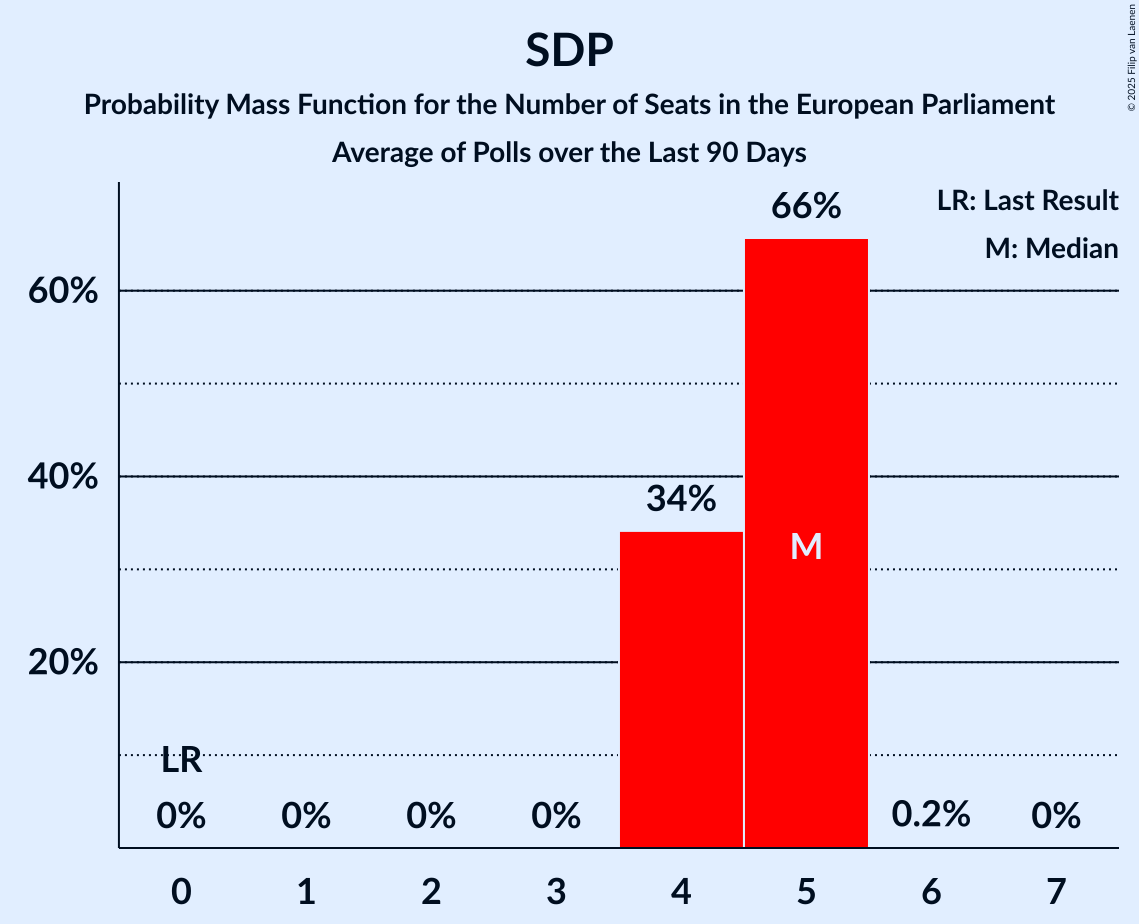 SDP
Probability Mass Function for the Number of Seats in the European Parliament
Average of Polls over the Last 90 Days
© 2025 Filip van Laenen
LR: Last Result
M: Median
66%
60%
40%
34%
M
20%
LR
0% 0% 0% 0% 0.2% 0%
0 1 2 3 4 5 6 7